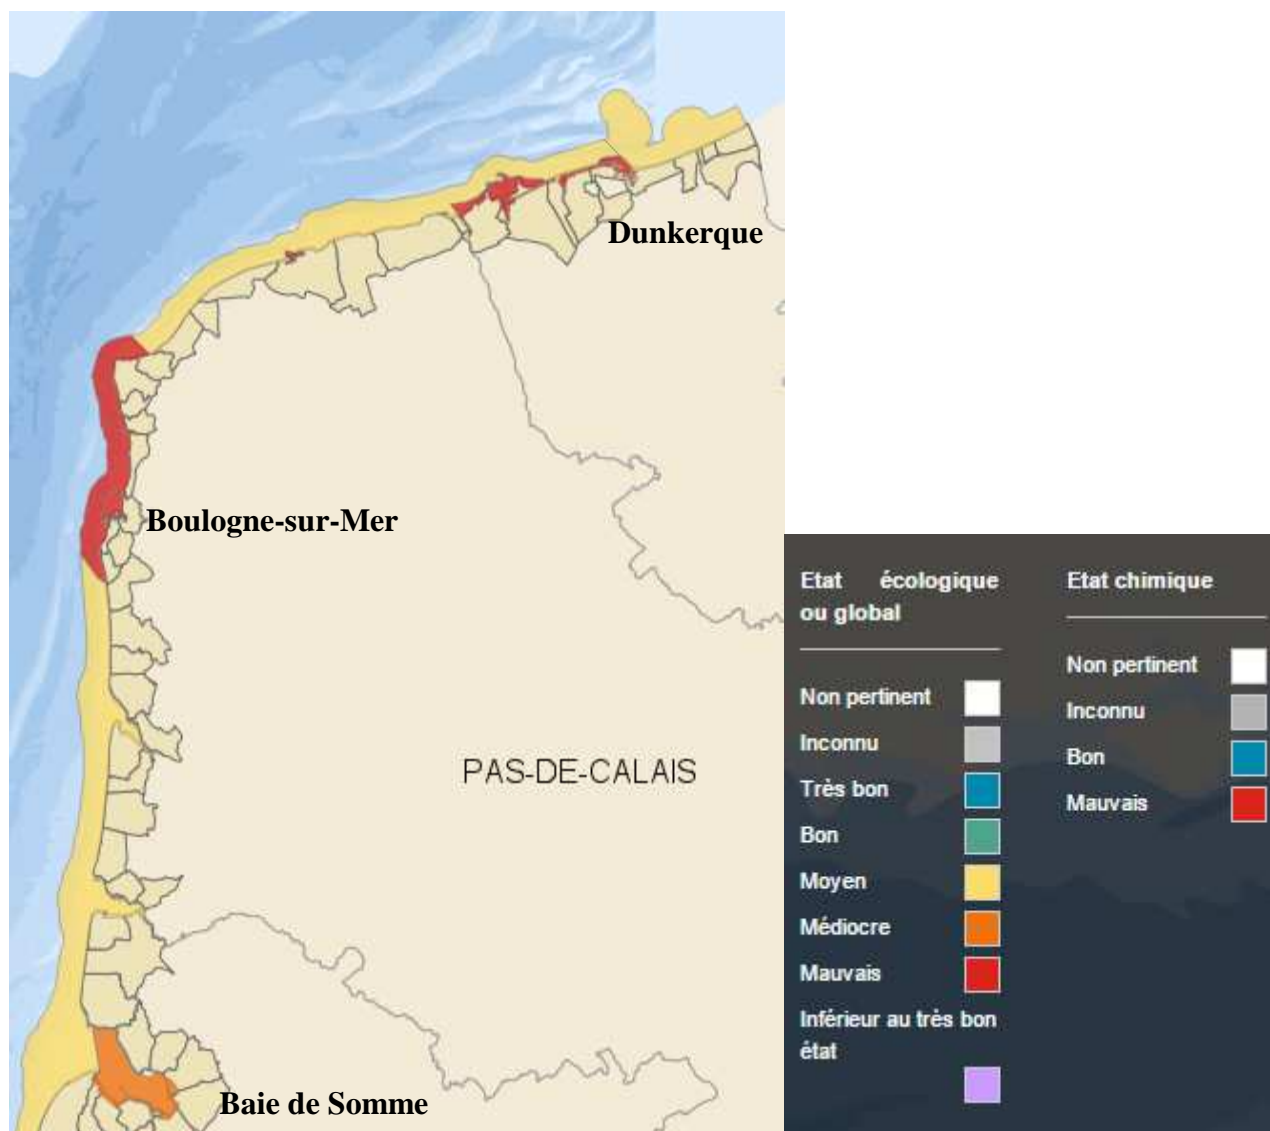 Dunkerque
Boulogne-sur-Mer
PAS-DE-CALAIS
Baie de Somme
Etat écologique
ou global
Non pertinent
Inconnu
Très bon
Bon
Moyen
Médiocre
Mauvais
Inférieur au très bon
état
Etat chimique
Non pertinent
Inconnu
Bon
Mauvais